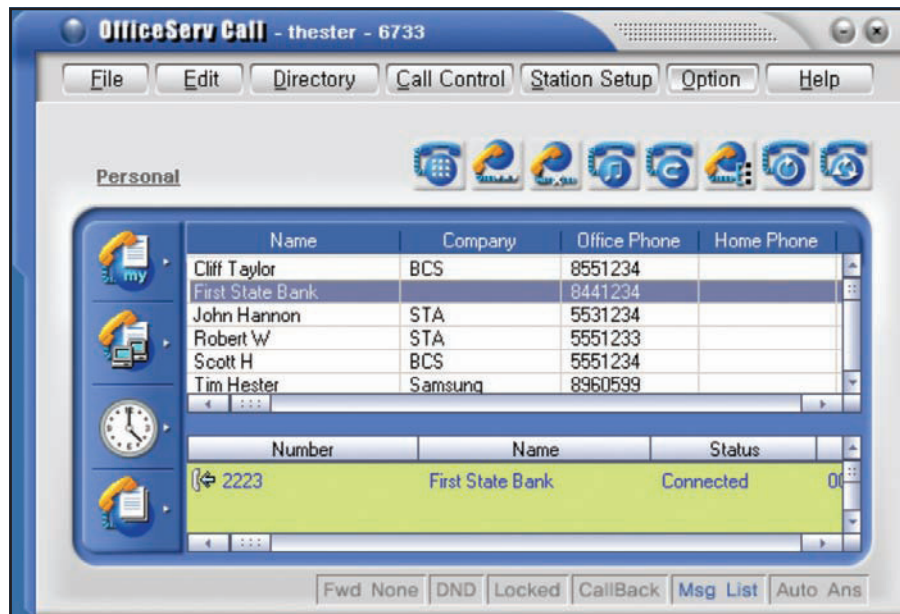 OfficeServ Call - thester - 6733
File Edit Directory Call Control Station Setup Option Help
Personal
Name Company Office Phone Home Phone
my
Cliff Taylor BCS 8551234
First State Bank 8441234
John Hannon STA 5531234
Robert W STA 5551233
Scott H BCS 5551234
Tim Hester Samsung 8960599
Number Name Status
2223 First State Bank Connected
Fwd None DND Locked CallBack Msg List Auto Ans